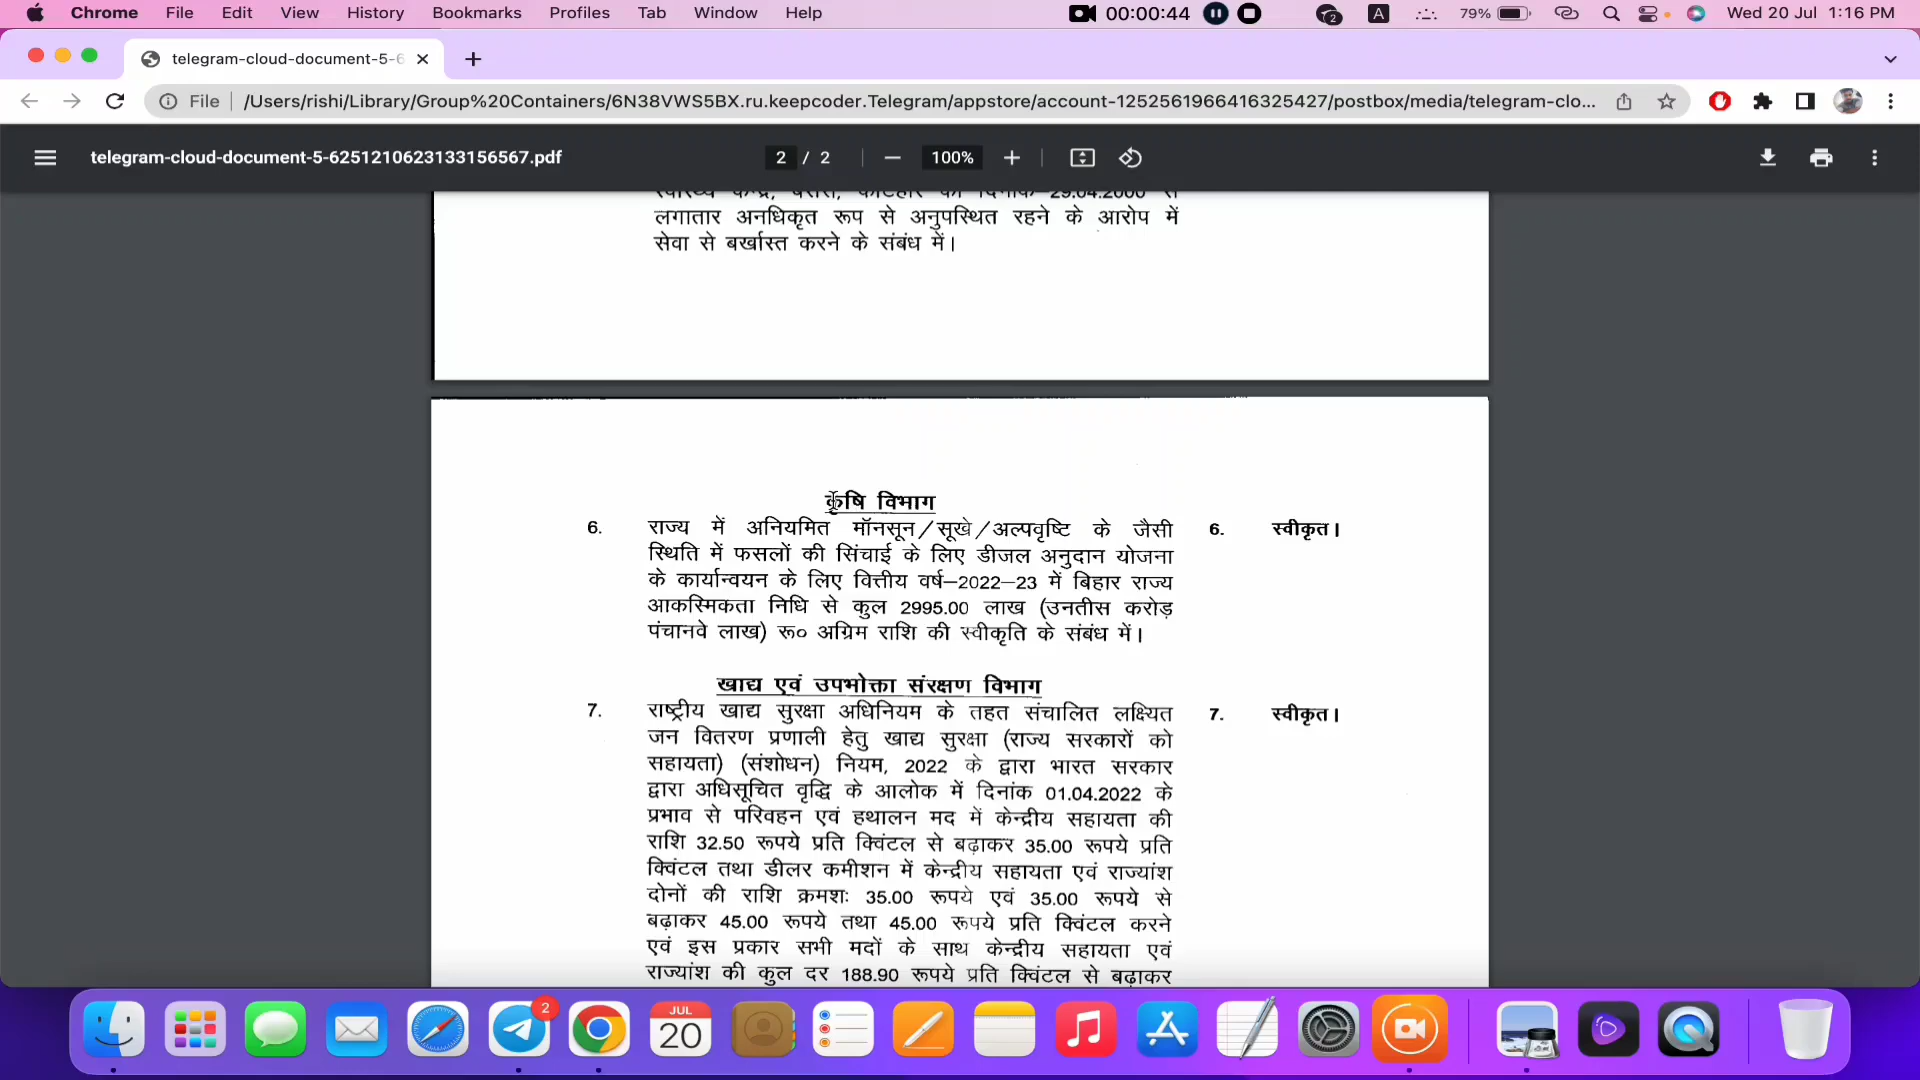 Chrome File Edit View History Bookmarks Profiles Tab Window Help 00:00:44 2 A 79% Wed 20 Jul 1:16 PM
telegram-cloud-document-5-6
File /Users/rishi/Library/Group%20Containers/6N38VWS5BX.ru.keepcoder.Telegram/appstore/account-1252561966416325427/postbox/media/telegram-clo...
telegram-cloud-document-5-6251210623133156567.pdf 2 / 2 100%
दिनांक 29.04.2000 से
लगातार अनधिकृत रूप से अनुपस्थित रहने के आरोप में
सेवा से बर्खास्त करने के संबंध में।
कृषि विभाग
6. राज्य में अनियमित मॉनसून/सूखे/अल्पवृष्टि के जैसी 6. स्वीकृत।
स्थिति में फसलों की सिंचाई के लिए डीजल अनुदान योजना
के कार्यान्वयन के लिए वित्तीय वर्ष–2022–23 में बिहार राज्य
आकस्मिकता निधि से कुल 2995.00 लाख (उनतीस करोड़
पंचानवे लाख) रू० अग्रिम राशि की स्वीकृति के संबंध में।
खाद्य एवं उपभोक्ता संरक्षण विभाग
7. राष्ट्रीय खाद्य सुरक्षा अधिनियम के तहत संचालित लक्ष्यित 7. स्वीकृत।
जन वितरण प्रणाली हेतु खाद्य सुरक्षा (राज्य सरकारों को
सहायता) (संशोधन) नियम, 2022 के द्वारा भारत सरकार
द्वारा अधिसूचित वृद्धि के आलोक में दिनांक 01.04.2022 के
प्रभाव से परिवहन एवं हथालन मद में केन्द्रीय सहायता की
राशि 32.50 रूपये प्रति क्विंटल से बढ़ाकर 35.00 रूपये प्रति
क्विंटल तथा डीलर कमीशन में केन्द्रीय सहायता एवं राज्यांश
दोनों की राशि क्रमशः 35.00 रूपये एवं 35.00 रूपये से
बढ़ाकर 45.00 रूपये तथा 45.00 रूपये प्रति क्विंटल करने
एवं इस प्रकार सभी मदों के साथ केन्द्रीय सहायता एवं
राज्यांश की कुल दर 188.90 रूपये प्रति क्विंटल से बढ़ाकर
2
JUL
20